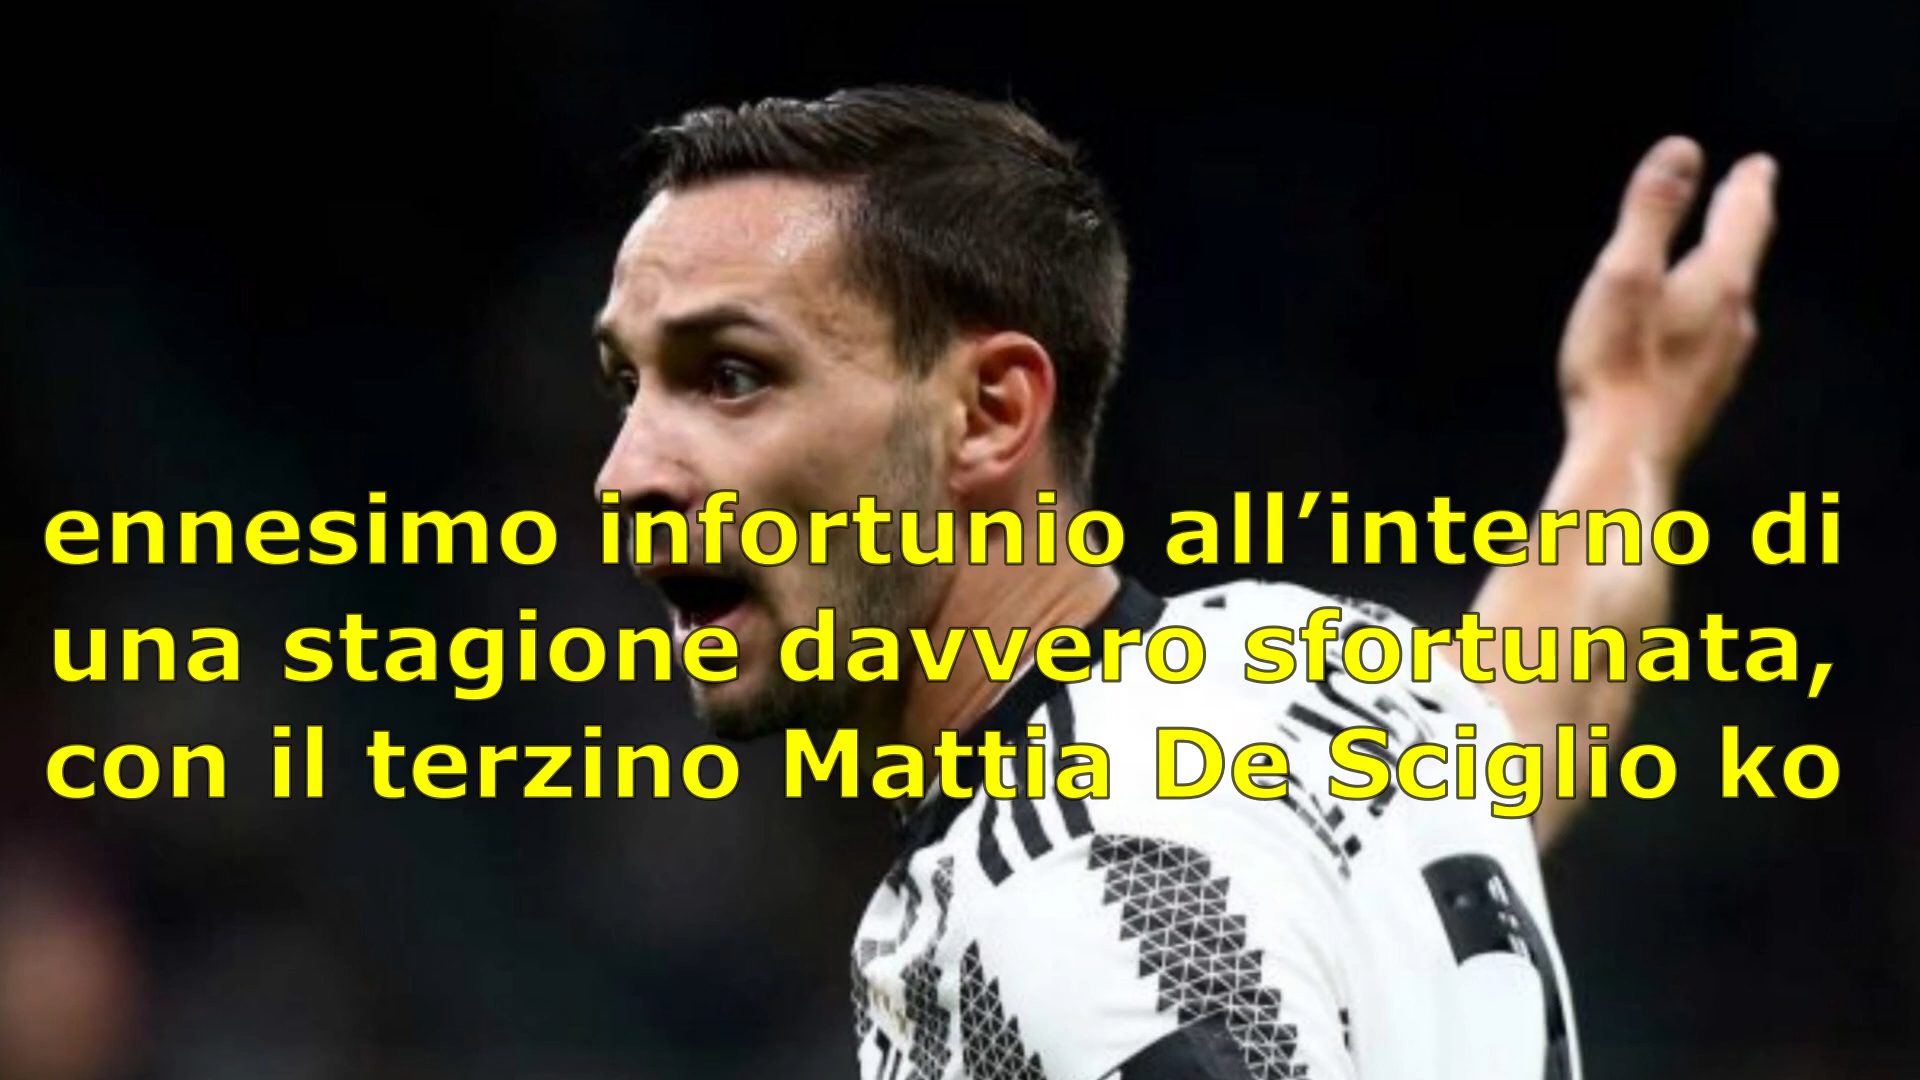 ennesimo infortunio all’interno di
una stagione davvero sfortunata,
con il terzino Mattia De Sciglio ko